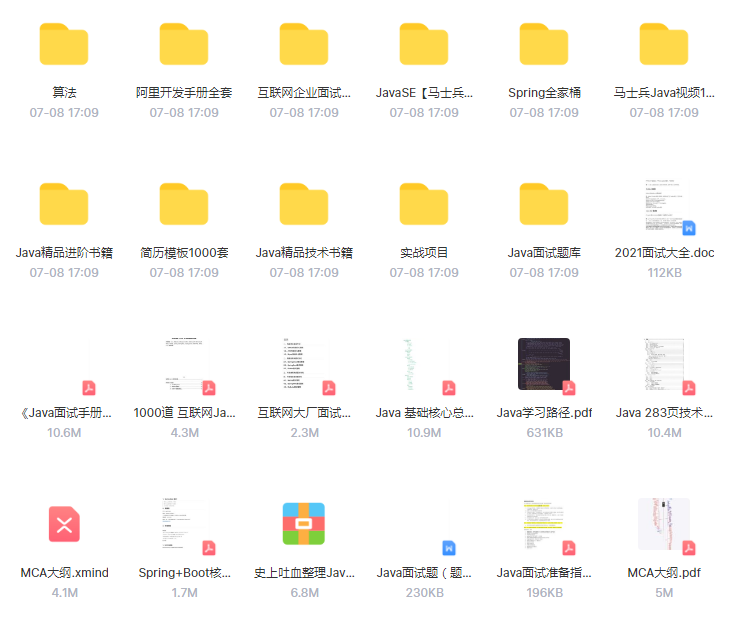 算法 阿里开发手册全套 互联网企业面试... JavaSE【马士兵... Spring全家桶 马士兵Java视频1...
07-08 17:09 07-08 17:09 07-08 17:09 07-08 17:09 07-08 17:09 07-08 17:09
Java精品进阶书籍 简历模板1000套 Java精品技术书籍 实战项目 Java面试题库 2021面试大全.doc
07-08 17:09 07-08 17:09 07-08 17:09 07-08 17:09 07-08 17:09 112KB
《Java面试手册... 1000道 互联网Ja... 互联网大厂面试... Java 基础核心总... Java学习路径.pdf Java 283页技术...
10.6M 4.3M 2.3M 10.9M 631KB 10.4M
MCA大纲.xmind Spring+Boot核... 史上吐血整理Jav... Java面试题（题... Java面试准备指... MCA大纲.pdf
4.1M 1.7M 6.8M 230KB 196KB 5M